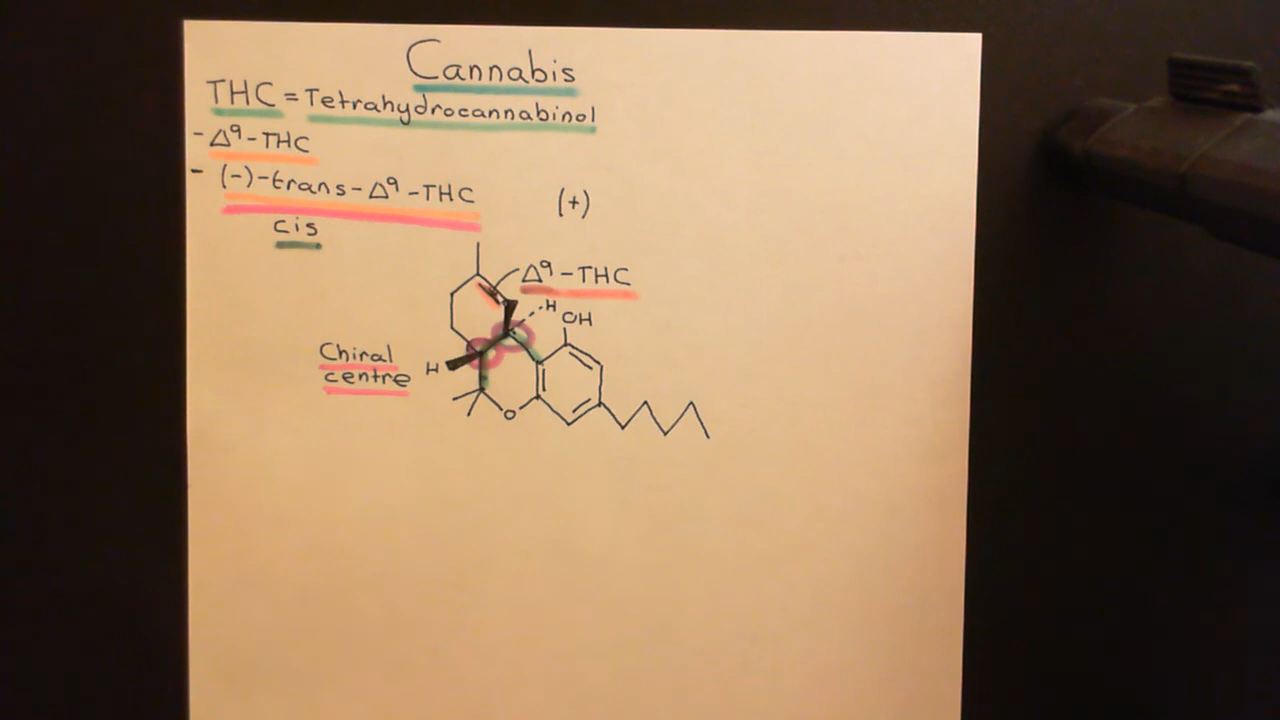 Cannabis
THC = Tetrahydrocannabinol
- Δ⁹-THC
- (-)-trans-Δ⁹-THC (+)
cis
Δ⁹-THC
H
OH
Chiral
centre
H
O